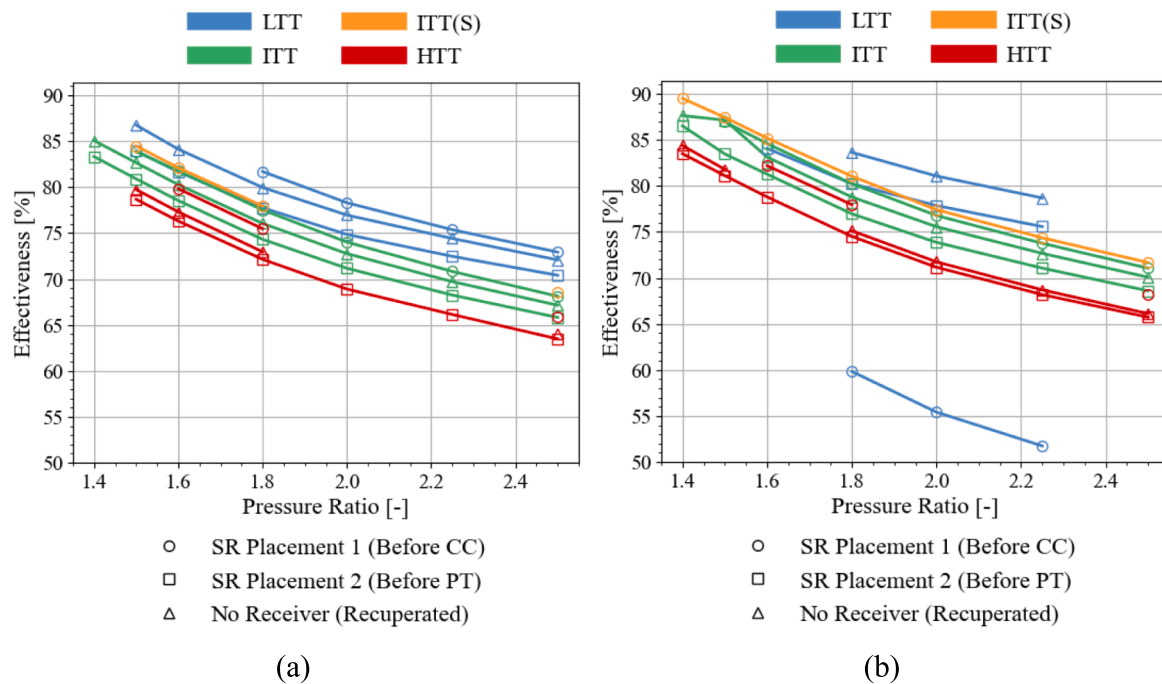 LTT ITT(S)
ITT HTT
90
85
80
75
70
65
60
55
50
Effectiveness [%]
1.4 1.6 1.8 2.0 2.2 2.4
Pressure Ratio [-]
SR Placement 1 (Before CC)
SR Placement 2 (Before PT)
No Receiver (Recuperated)
(a)
LTT ITT(S)
ITT HTT
90
85
80
75
70
65
60
55
50
Effectiveness [%]
1.4 1.6 1.8 2.0 2.2 2.4
Pressure Ratio [-]
SR Placement 1 (Before CC)
SR Placement 2 (Before PT)
No Receiver (Recuperated)
(b)